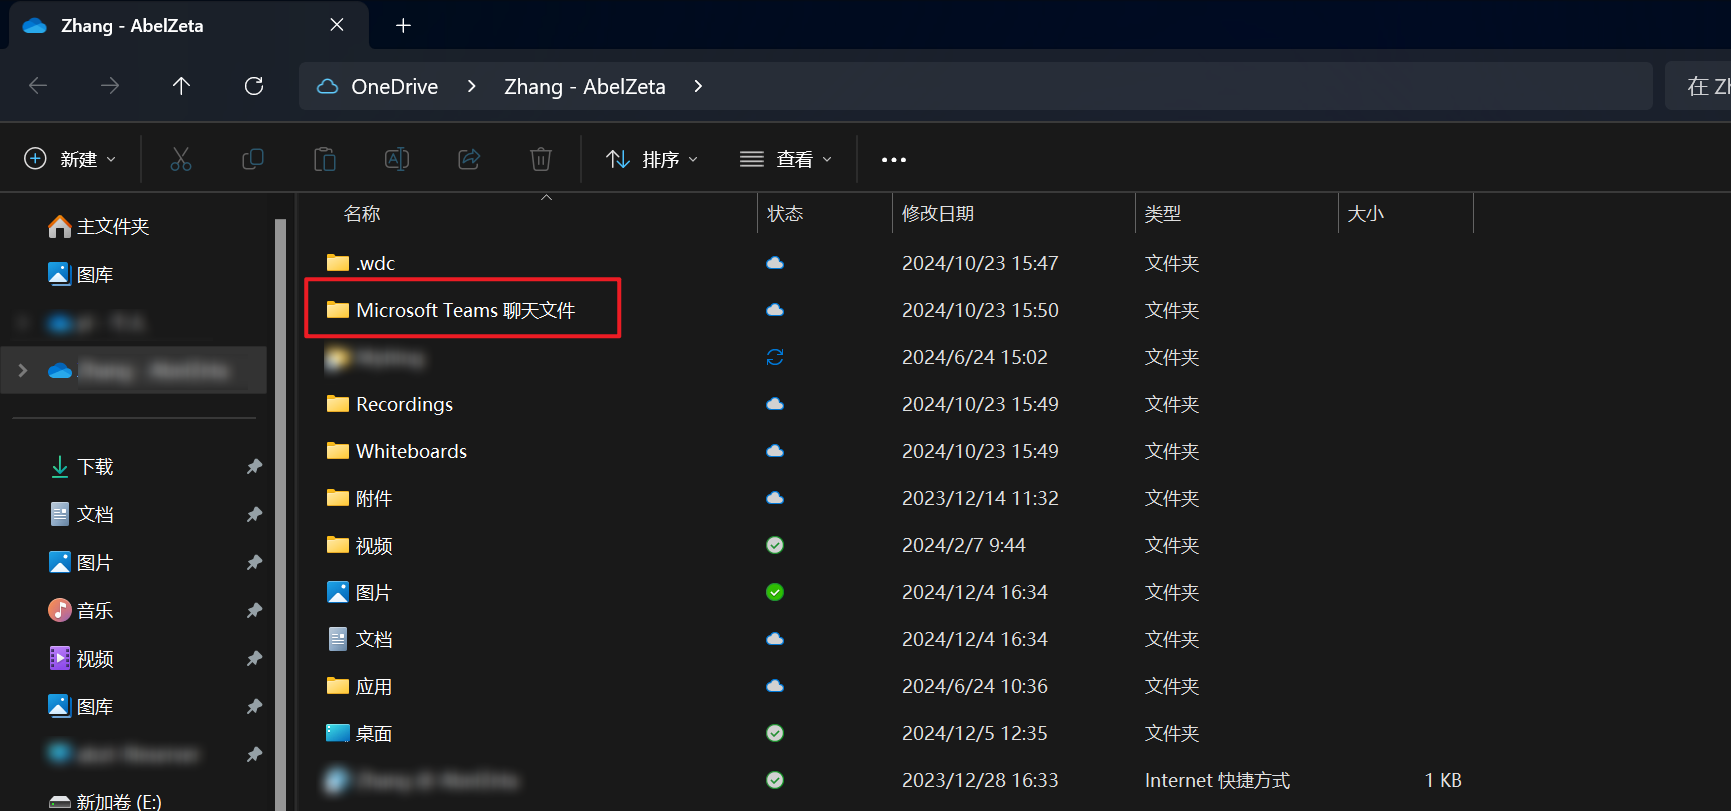 Zhang - AbelZeta
OneDrive > Zhang - AbelZeta >
在 Zh
新建
排序
查看
主文件夹
图库
下载
文档
图片
音乐
视频
图库
新加卷 (E:)
名称 状态 修改日期 类型 大小
.wdc 2024/10/23 15:47 文件夹
Microsoft Teams 聊天文件 2024/10/23 15:50 文件夹
2024/6/24 15:02 文件夹
Recordings 2024/10/23 15:49 文件夹
Whiteboards 2024/10/23 15:49 文件夹
附件 2023/12/14 11:32 文件夹
视频 2024/2/7 9:44 文件夹
图片 2024/12/4 16:34 文件夹
文档 2024/12/4 16:34 文件夹
应用 2024/6/24 10:36 文件夹
桌面 2024/12/5 12:35 文件夹
2023/12/28 16:33 Internet 快捷方式 1 KB